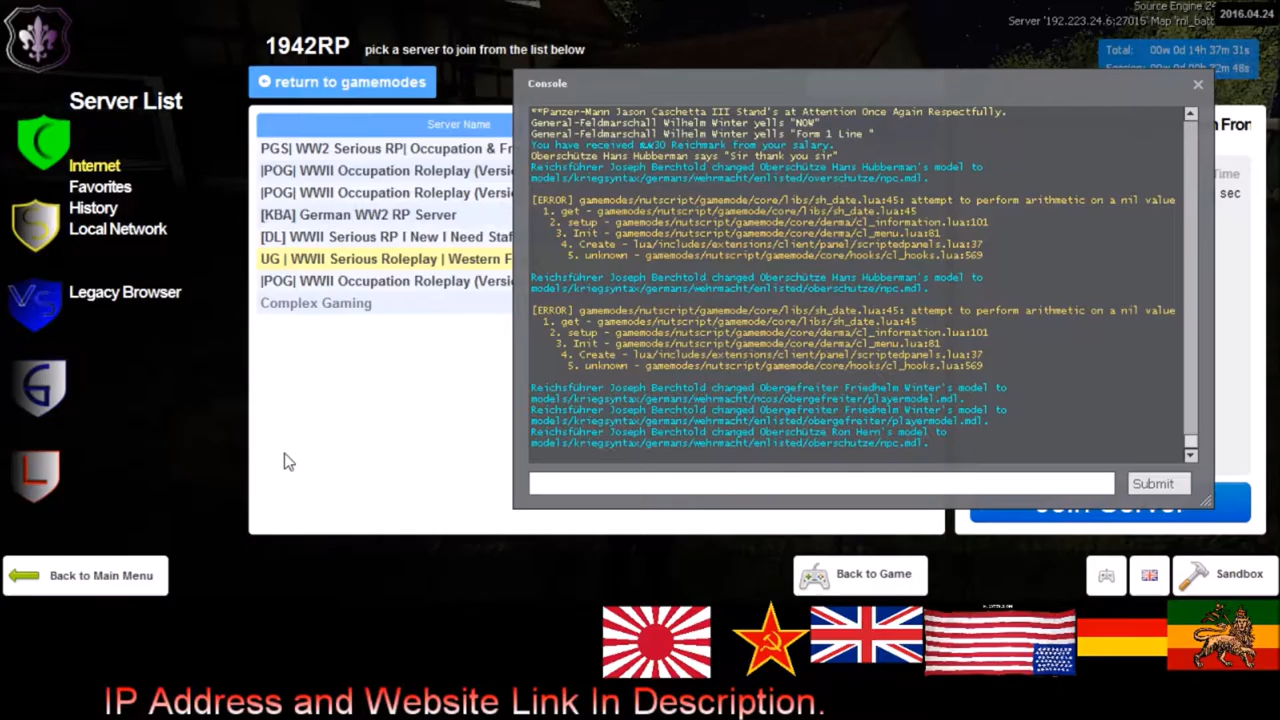 Source Engine 24
2016.04.24
Server '192.223.24.6:27015' Map 'rnl_batt
1942RP
pick a server to join from the list below
Total: 00w 0d 14h 37m 31s
return to gamemodes
Server List
Internet
Favorites
History
Local Network
Legacy Browser
Server Name
PGS| WW2 Serious RP| Occupation & Fr
|POG| WWII Occupation Roleplay (Versi
|POG| WWII Occupation Roleplay (Versi
[KBA] German WW2 RP Server
[DL] WWII Serious RP I New I Need Staf
UG | WWII Serious Roleplay | Western F
|POG| WWII Occupation Roleplay (Versi
Complex Gaming
Console
**Panzer-Mann Jason Caschetta III Stand's at Attention Once Again Respectfully.
General-Feldmarschall Wilhelm Winter yells "NOW"
General-Feldmarschall Wilhelm Winter yells "Form 1 Line "
You have received 30 Reichmark from your salary.
Oberschütze Hans Hubberman says "Sir thank you sir"
Reichsführer Joseph Berchtold changed Oberschütze Hans Hubberman's model to
models/kriegsyntax/germans/wehrmacht/enlisted/overschutze/npc.mdl.
[ERROR] gamemodes/nutscript/gamemode/core/libs/sh_date.lua:45: attempt to perform arithmetic on a nil value
1. get - gamemodes/nutscript/gamemode/core/libs/sh_date.lua:45
2. setup - gamemodes/nutscript/gamemode/core/derma/cl_information.lua:101
3. Init - gamemodes/nutscript/gamemode/core/derma/cl_menu.lua:81
4. Create - lua/includes/extensions/client/panel/scriptedpanels.lua:37
5. unknown - gamemodes/nutscript/gamemode/core/hooks/cl_hooks.lua:569
Reichsführer Joseph Berchtold changed Oberschütze Hans Hubberman's model to
models/kriegsyntax/germans/wehrmacht/enlisted/oberschutze/npc.mdl.
[ERROR] gamemodes/nutscript/gamemode/core/libs/sh_date.lua:45: attempt to perform arithmetic on a nil value
1. get - gamemodes/nutscript/gamemode/core/libs/sh_date.lua:45
2. setup - gamemodes/nutscript/gamemode/core/derma/cl_information.lua:101
3. Init - gamemodes/nutscript/gamemode/core/derma/cl_menu.lua:81
4. Create - lua/includes/extensions/client/panel/scriptedpanels.lua:37
5. unknown - gamemodes/nutscript/gamemode/core/hooks/cl_hooks.lua:569
Reichsführer Joseph Berchtold changed Obergefreiter Friedhelm Winter's model to
models/kriegsyntax/germans/wehrmacht/ncos/obergefreiter/playermodel.mdl.
Reichsführer Joseph Berchtold changed Obergefreiter Friedhelm Winter's model to
models/kriegsyntax/germans/wehrmacht/enlisted/obergefreiter/playermodel.mdl.
Reichsführer Joseph Berchtold changed Oberschütze Ron Hern's model to
models/kriegsyntax/germans/wehrmacht/enlisted/oberschutze/npc.mdl.
Submit
n Fron
Time
sec
Join Server
Back to Main Menu
Back to Game
Sandbox
IP Address and Website Link In Description.